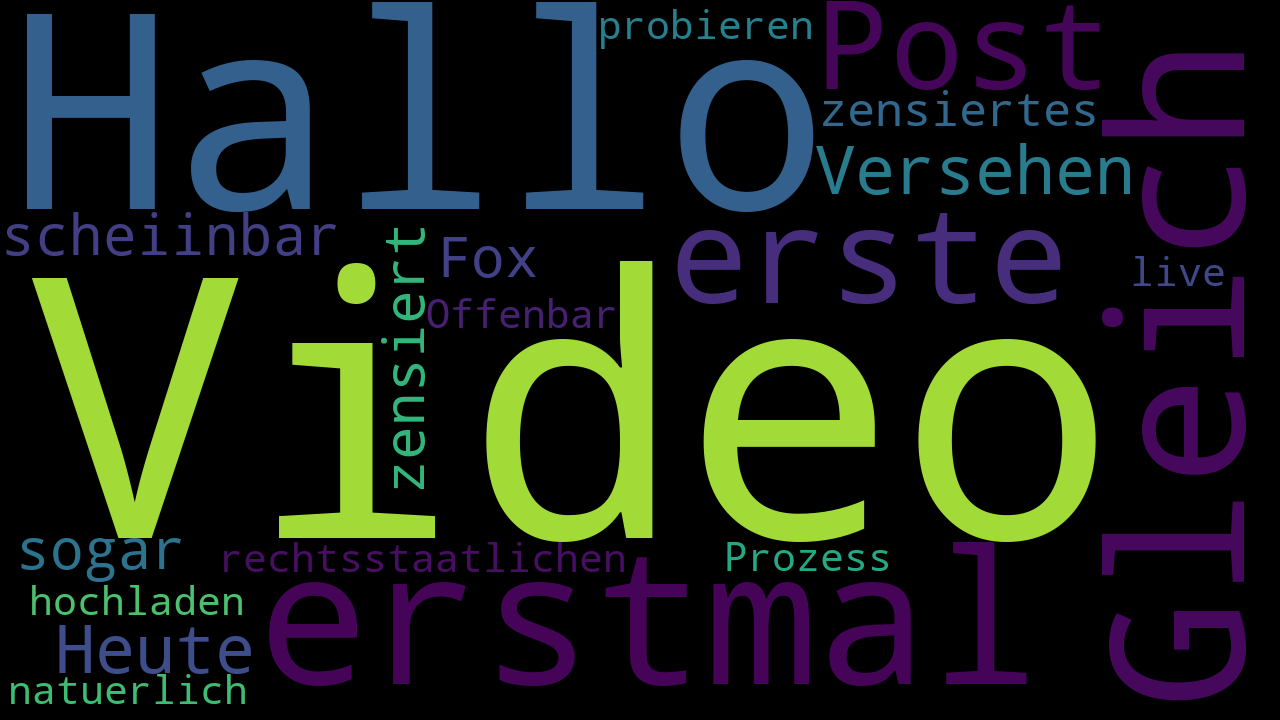 Hallo
probieren
Post
zensiertes
Versehen
Gleich
scheiinbar
zensiert
Fox
erste
live
Offenbar
Video
sogar
rechtsstaatlichen
Prozess
hochladen
erstmal
Heute
natuerlich